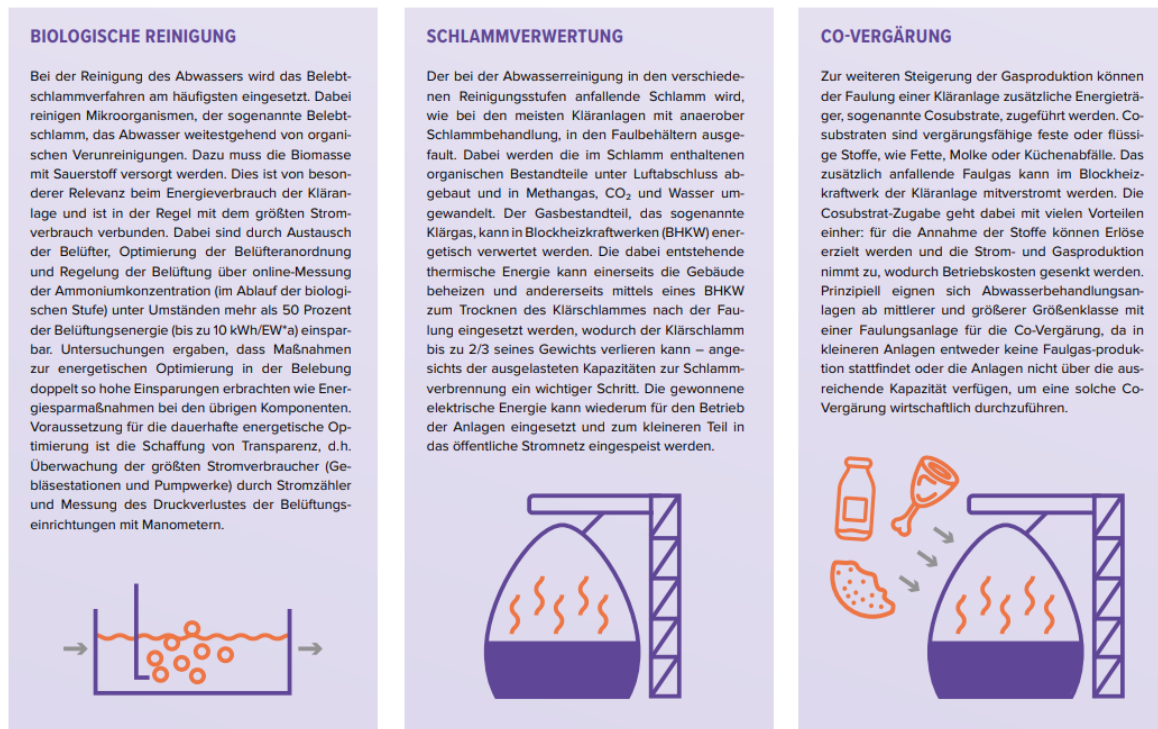 BIOLOGISCHE REINIGUNG
Bei der Reinigung des Abwassers wird das Belebt-
schlammverfahren am häufigsten eingesetzt. Dabei
reinigen Mikroorganismen, der sogenannte Belebt-
schlamm, das Abwasser weitestgehend von organi-
schen Verunreinigungen. Dazu muss die Biomasse
mit Sauerstoff versorgt werden. Dies ist von beson-
derer Relevanz beim Energieverbrauch der Kläran-
lage und ist in der Regel mit dem größten Strom-
verbrauch verbunden. Dabei sind durch Austausch
der Belüfter, Optimierung der Belüfteranordnung
und Regelung der Belüftung über online-Messung
der Ammoniumkonzentration (im Ablauf der biologi-
schen Stufe) unter Umständen mehr als 50 Prozent
der Belüftungsenergie (bis zu 10 kWh/EW*a) einspar-
bar. Untersuchungen ergaben, dass Maßnahmen
zur energetischen Optimierung in der Belebung
doppelt so hohe Einsparungen erbrachten wie Ener-
giesparmaßnahmen bei den übrigen Komponenten.
Voraussetzung für die dauerhafte energetische Op-
timierung ist die Schaffung von Transparenz, d.h.
Überwachung der größten Stromverbraucher (Ge-
bläsestationen und Pumpwerke) durch Stromzähler
und Messung des Druckverlustes der Belüftungs-
einrichtungen mit Manometern.
SCHLAMMVERWERTUNG
Der bei der Abwasserreinigung in den verschiede-
nen Reinigungsstufen anfallende Schlamm wird,
wie bei den meisten Kläranlagen mit anaerober
Schlammbehandlung, in den Faulbehältern ausge-
fault. Dabei werden die im Schlamm enthaltenen
organischen Bestandteile unter Luftabschluss ab-
gebaut und in Methangas, CO₂ und Wasser um-
gewandelt. Der Gasbestandteil, das sogenannte
Klärgas, kann in Blockheizkraftwerken (BHKW) ener-
getisch verwertet werden. Die dabei entstehende
thermische Energie kann einerseits die Gebäude
beheizen und andererseits mittels eines BHKW
zum Trocknen des Klärschlammes nach der Fau-
lung eingesetzt werden, wodurch der Klärschlamm
bis zu 2/3 seines Gewichts verlieren kann – ange-
sichts der ausgelasteten Kapazitäten zur Schlamm-
verbrennung ein wichtiger Schritt. Die gewonnene
elektrische Energie kann wiederum für den Betrieb
der Anlagen eingesetzt und zum kleineren Teil in
das öffentliche Stromnetz eingespeist werden.
CO-VERGÄRUNG
Zur weiteren Steigerung der Gasproduktion können
der Faulung einer Kläranlage zusätzliche Energieträ-
ger, sogenannte Cosubstrate, zugeführt werden. Co-
substraten sind vergärungsfähige feste oder flüssi-
ge Stoffe, wie Fette, Molke oder Küchenabfälle. Das
zusätzlich anfallende Faulgas kann im Blockheiz-
kraftwerk der Kläranlage mitverstromt werden. Die
Cosubstrat-Zugabe geht dabei mit vielen Vorteilen
einher: für die Annahme der Stoffe können Erlöse
erzielt werden und die Strom- und Gasproduktion
nimmt zu, wodurch Betriebskosten gesenkt werden.
Prinzipiell eignen sich Abwasserbehandlungsan-
lagen ab mittlerer und größerer Größenklasse mit
einer Faulungsanlage für die Co-Vergärung, da in
kleineren Anlagen entweder keine Faulgas-produk-
tion stattfindet oder die Anlagen nicht über die aus-
reichende Kapazität verfügen, um eine solche Co-
Vergärung wirtschaftlich durchzuführen.